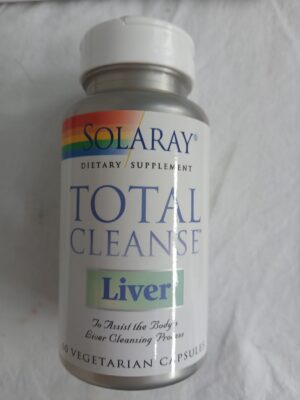 SOLARAY®
DIETARY SUPPLEMENT
TOTAL
CLEANSE
Liver
To Assist the Body's
Liver Cleansing Process
VEGETARIAN CAPSULES